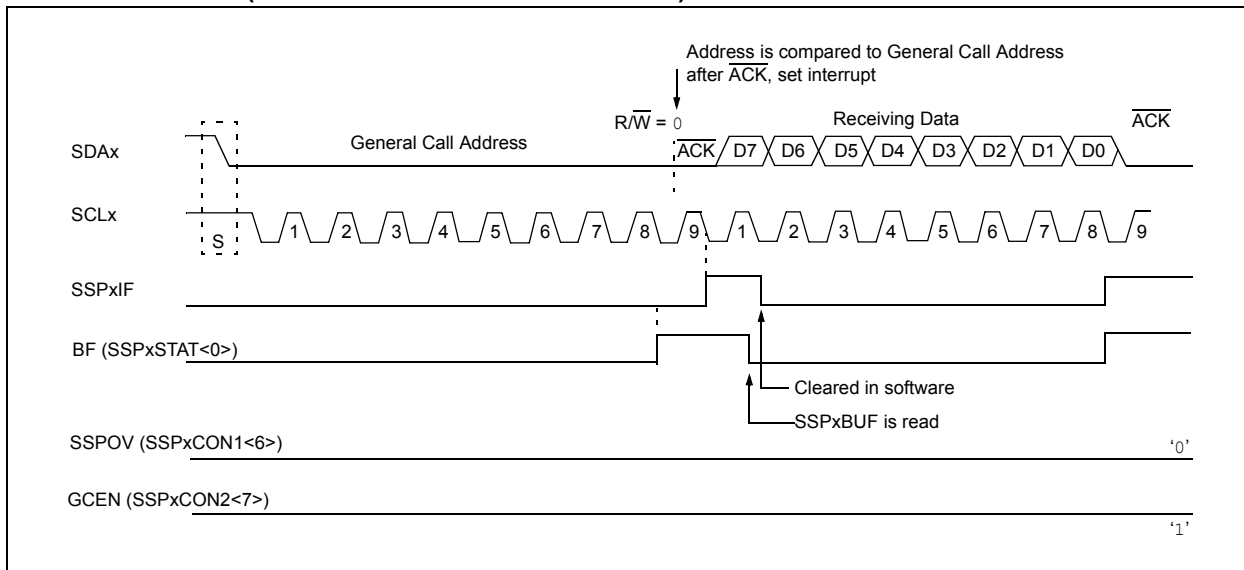 Address is compared to General Call Address
after ACK, set interrupt
R/W = 0
Receiving Data
ACK
SDAx
General Call Address
ACK D7 D6 D5 D4 D3 D2 D1 D0
SCLx
S
1 2 3 4 5 6 7 8 9 1 2 3 4 5 6 7 8 9
SSPxIF
BF (SSPxSTAT<0>)
Cleared in software
SSPxBUF is read
SSPOV (SSPxCON1<6>)
‘0’
GCEN (SSPxCON2<7>)
‘1’